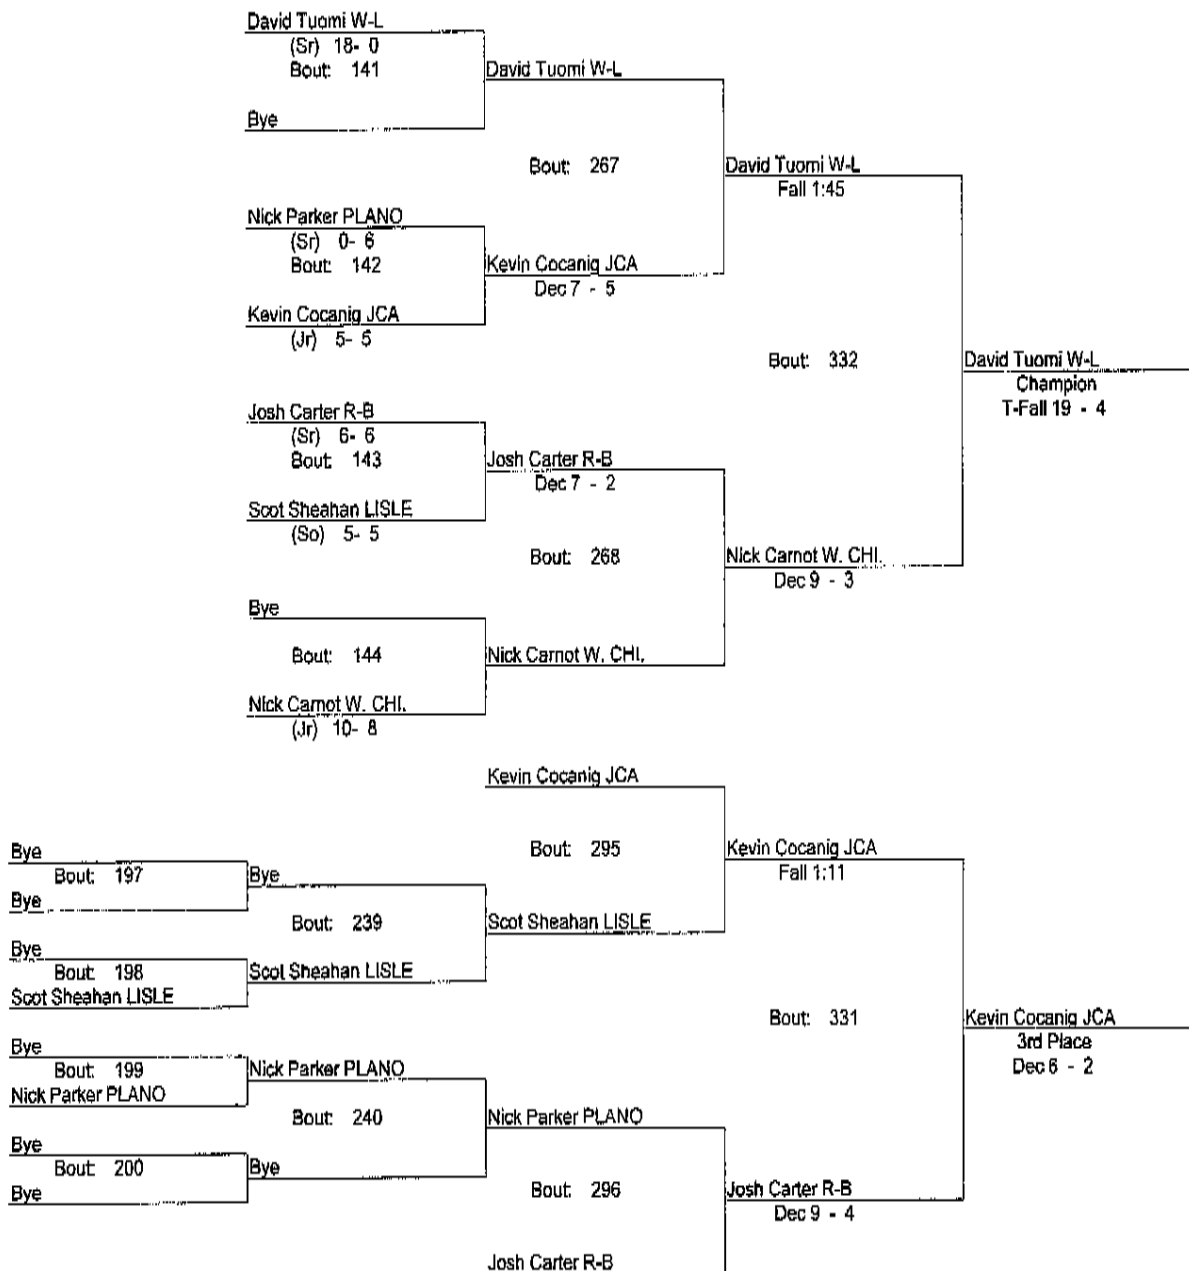 David Tuomi W-L
(Sr) 18- 0
Bout: 141
David Tuomi W-L
Bye
Bout: 267
David Tuomi W-L
Fall 1:45
Nick Parker PLANO
(Sr) 0- 6
Bout: 142
Kevin Cocanig JCA
Dec 7 - 5
Kevin Cocanig JCA
(Jr) 5- 5
Bout: 332
David Tuomi W-L
Champion
T-Fall 19 - 4
Josh Carter R-B
(Sr) 6- 6
Bout: 143
Josh Carter R-B
Dec 7 - 2
Scot Sheahan LISLE
(So) 5- 5
Bout: 268
Nick Carnot W. CHI.
Dec 9 - 3
Bye
Bout: 144
Nick Carnot W. CHI.
Nick Carnot W. CHI.
(Jr) 10- 8
Kevin Cocanig JCA
Bout: 295
Kevin Cocanig JCA
Fall 1:11
Bye
Bout: 197
Bye
Bye
Bout: 239
Scot Sheahan LISLE
Bye
Bout: 198
Scot Sheahan LISLE
Scot Sheahan LISLE
Bout: 331
Kevin Cocanig JCA
3rd Place
Dec 6 - 2
Bye
Bout: 199
Nick Parker PLANO
Nick Parker PLANO
Bout: 240
Nick Parker PLANO
Bye
Bout: 200
Bye
Bye
Bout: 296
Josh Carter R-B
Dec 9 - 4
Josh Carter R-B